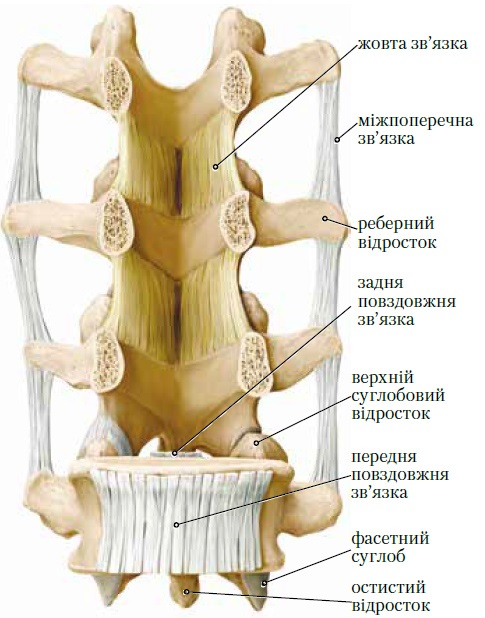 жовта зв’язка
міжпоперечна
зв’язка
реберний
відросток
задня
повздовжня
зв’язка
верхній
суглобовий
відросток
передня
повздовжня
зв’язка
фасетний
суглоб
остистий
відросток